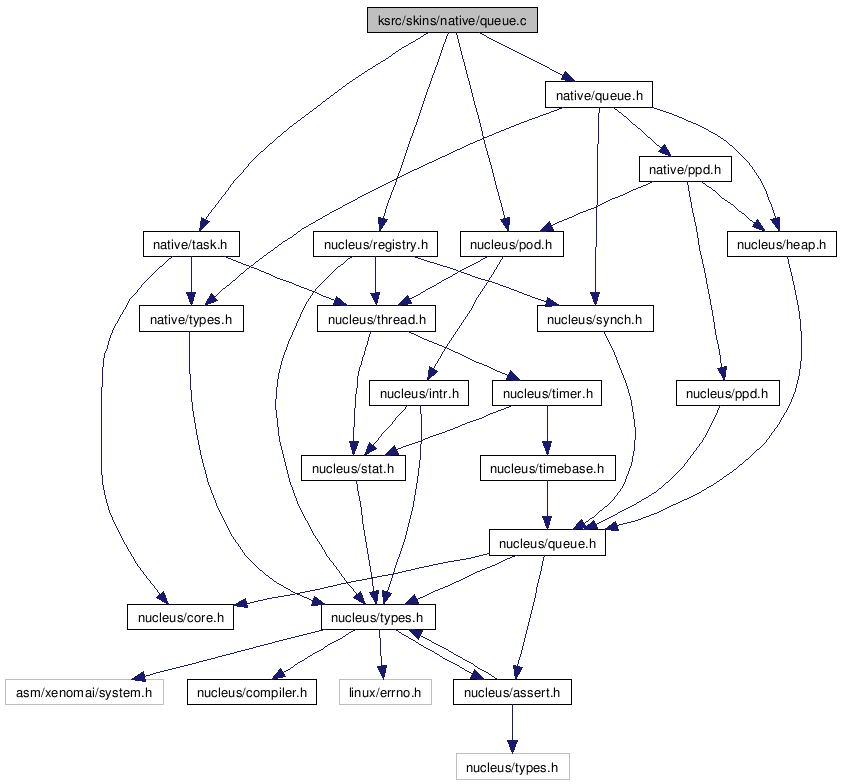 ksrc/skins/native/queue.c
native/queue.h
native/ppd.h
native/task.h
nucleus/registry.h
nucleus/pod.h
nucleus/heap.h
native/types.h
nucleus/thread.h
nucleus/synch.h
nucleus/intr.h
nucleus/timer.h
nucleus/ppd.h
nucleus/stat.h
nucleus/timebase.h
nucleus/queue.h
nucleus/core.h
nucleus/types.h
asm/xenomai/system.h
nucleus/compiler.h
linux/errno.h
nucleus/assert.h
nucleus/types.h